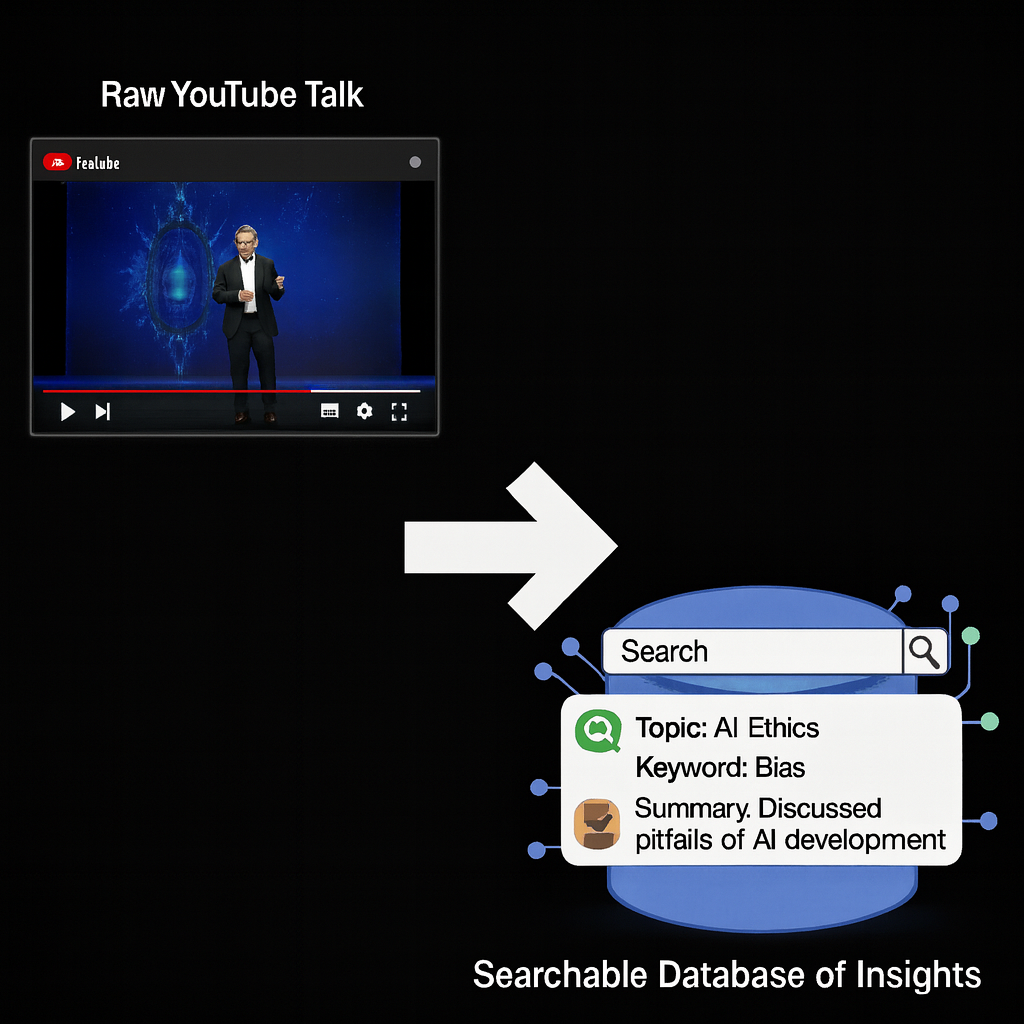 Raw YouTube Talk
Fealube
Search
Topic: AI Ethics
Keyword: Bias
Summary. Discussed
pitfails of AI development
Searchable Database of Insights